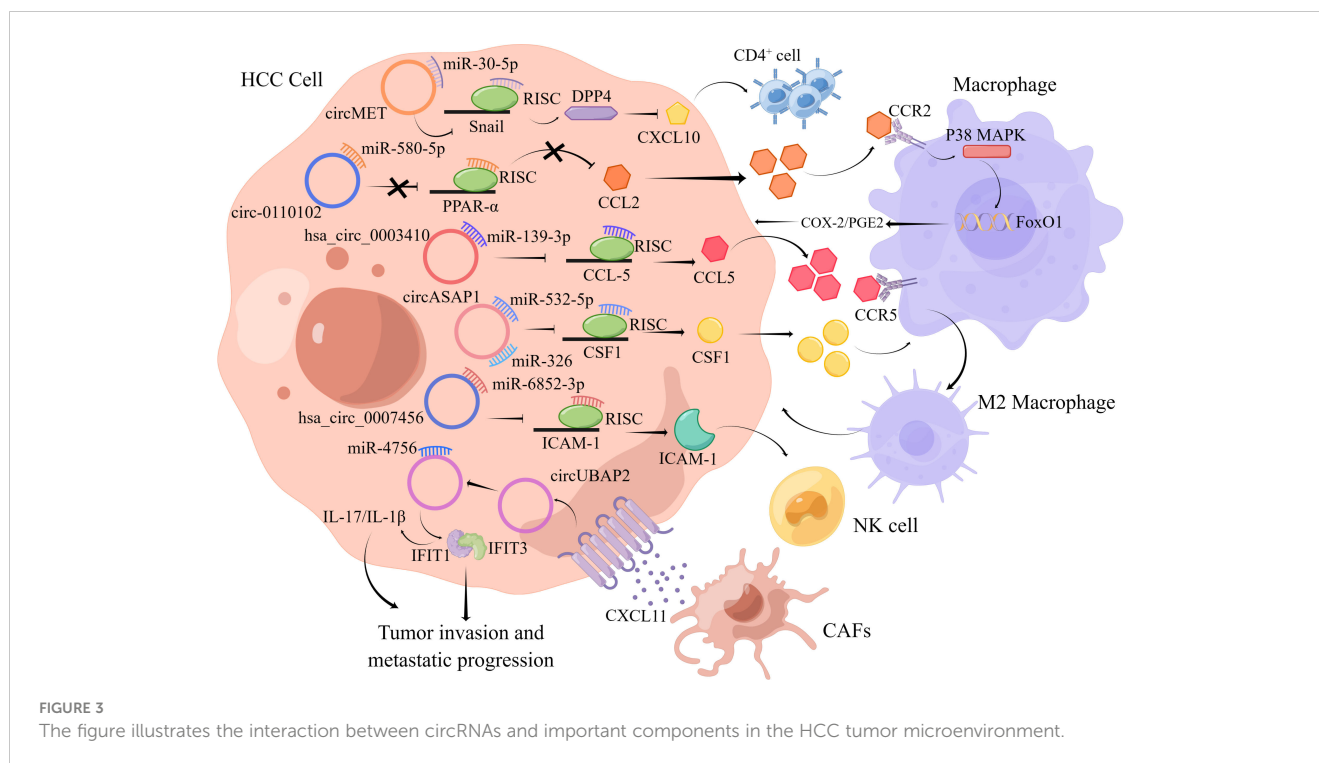 HCC Cell
miR-30-5p
circMET
RISC
Snail
DPP4
CXCL10
CD4⁺ cell
Macrophage
CCR2
P38 MAPK
miR-580-5p
circ-0110102
RISC
PPAR-α
CCL2
COX-2/PGE2
FoxO1
hsa_circ_0003410
miR-139-3p
RISC
CCL-5
CCL5
CCR5
circASAP1
miR-532-5p
RISC
CSF1
CSF1
miR-326
miR-6852-3p
hsa_circ_0007456
RISC
ICAM-1
ICAM-1
M2 Macrophage
miR-4756
circUBAP2
NK cell
IL-17/IL-1β
IFIT1
IFIT3
CXCL11
CAFs
Tumor invasion and
metastatic progression
FIGURE 3
The figure illustrates the interaction between circRNAs and important components in the HCC tumor microenvironment.